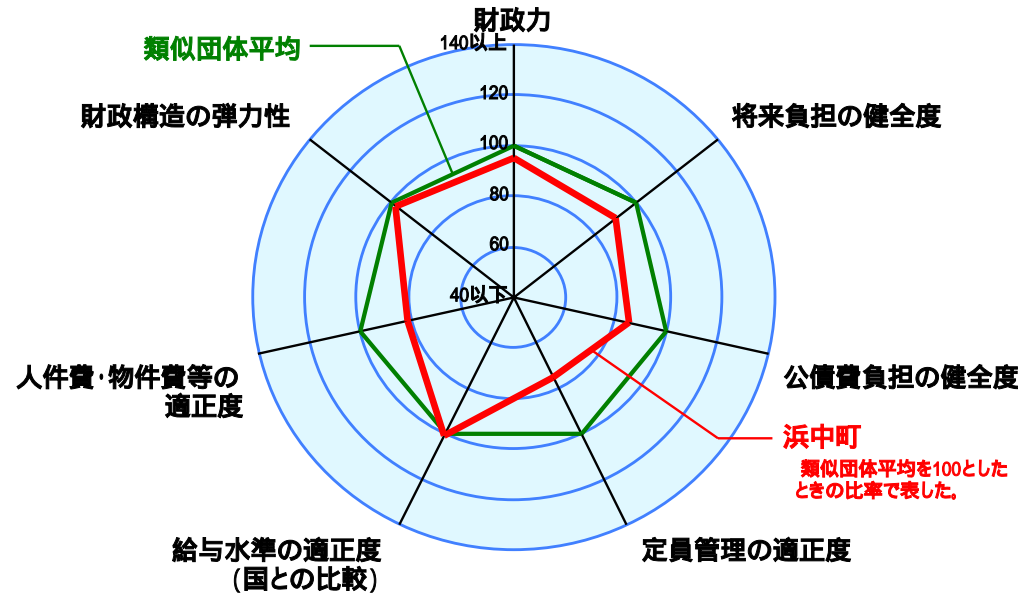 財政力
140以上
類似団体平均
120
財政構造の弾力性
将来負担の健全度
100
80
60
40以下
人件費・物件費等の
適正度
公債費負担の健全度
浜中町
類似団体平均を100とした
ときの比率で表した。
給与水準の適正度
(国との比較)
定員管理の適正度